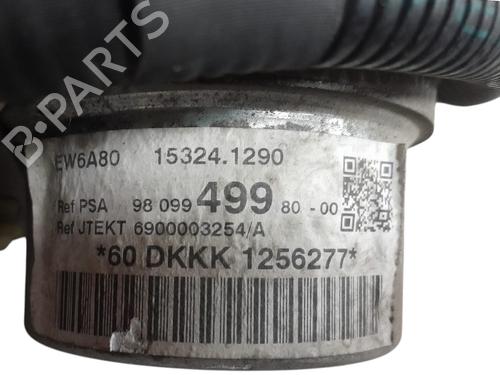 B-PARTS
EW6A80 15324.1290
Ref PSA 98 099 499 80 - 00
Ref JTEKT 6900003254/A
*60 DKKK 1256277*